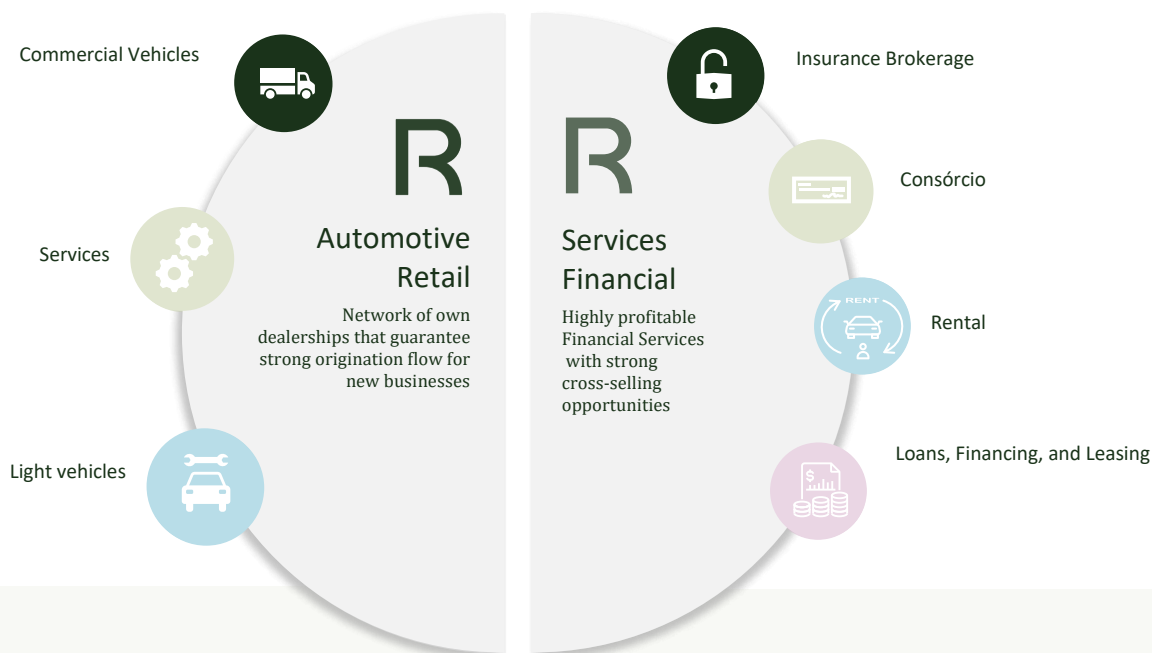 Commercial Vehicles
Services
Light vehicles
R
Automotive
Retail
Network of own
dealerships that guarantee
strong origination flow for
new businesses
R
Services
Financial
Highly profitable
Financial Services
with strong
cross-selling
opportunities
Insurance Brokerage
Consórcio
RENT
Rental
$
Loans, Financing, and Leasing